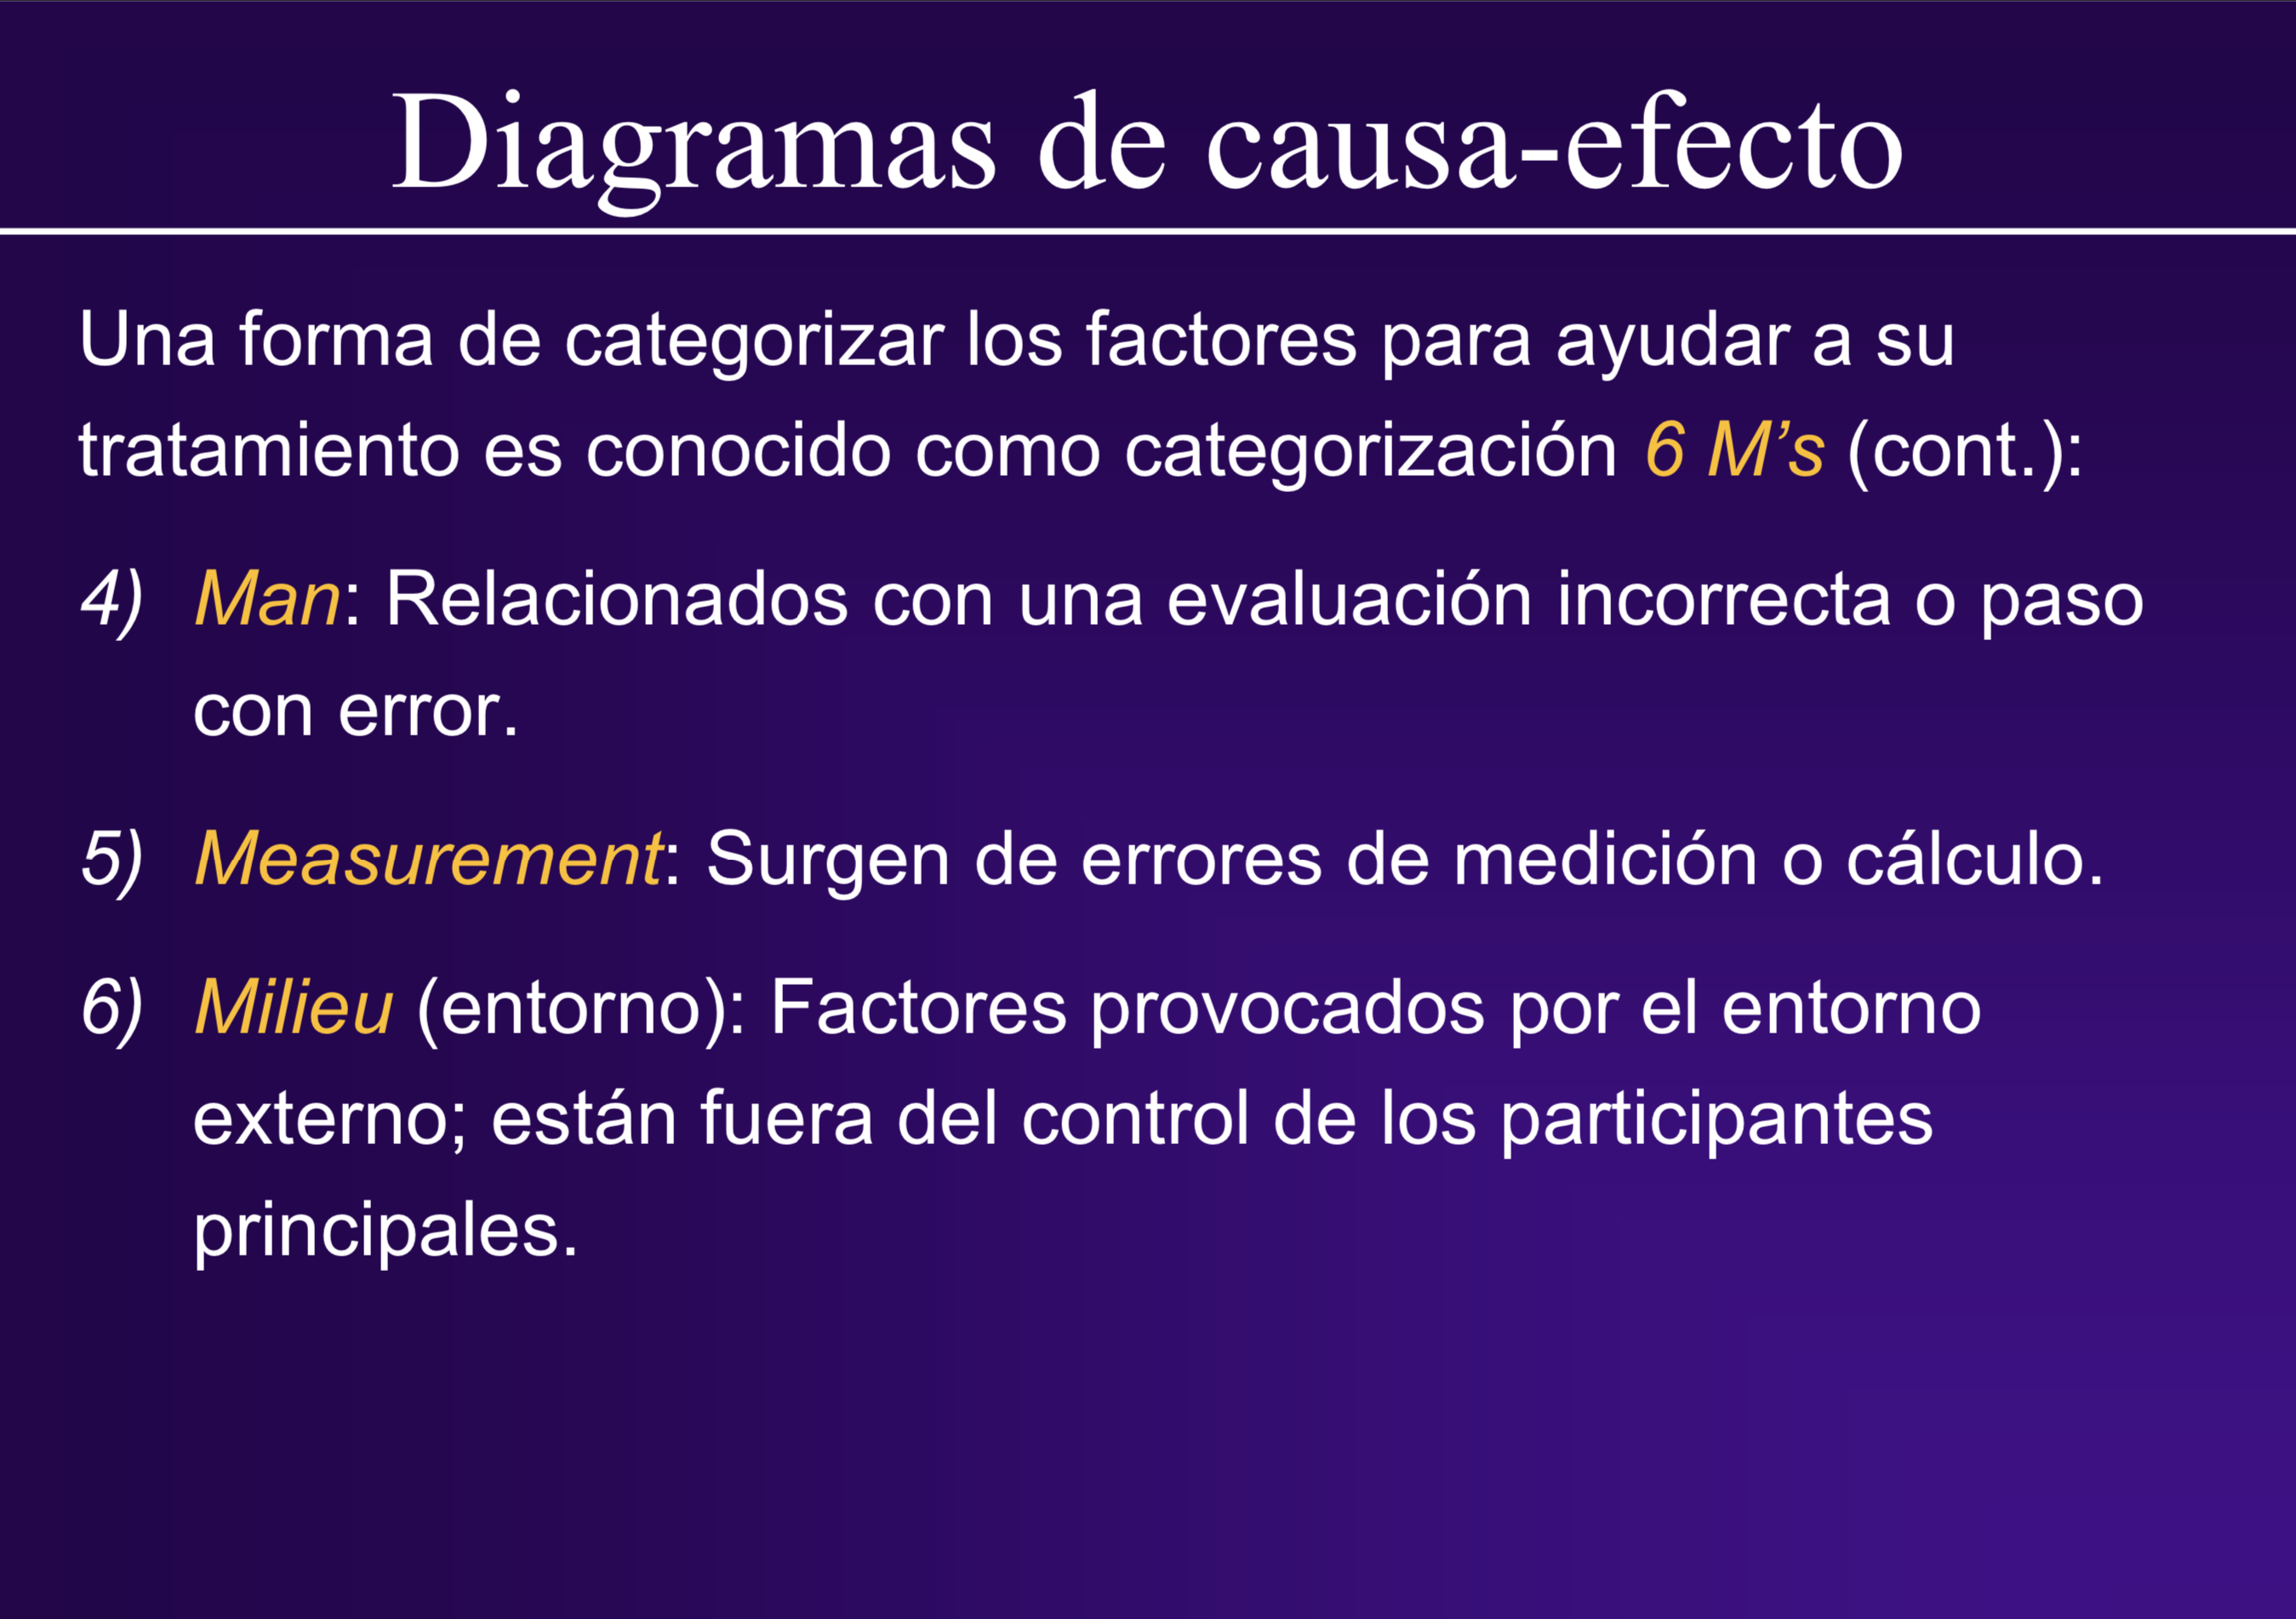 Diagramas de causa-efecto
Una forma de categorizar los factores para ayudar a su
tratamiento es conocido como categorización 6 M’s (cont.):
4) Man: Relacionados con una evaluación incorrecta o paso
con error.
5) Measurement: Surgen de errores de medición o cálculo.
6) Milieu (entorno): Factores provocados por el entorno
externo; están fuera del control de los participantes
principales.